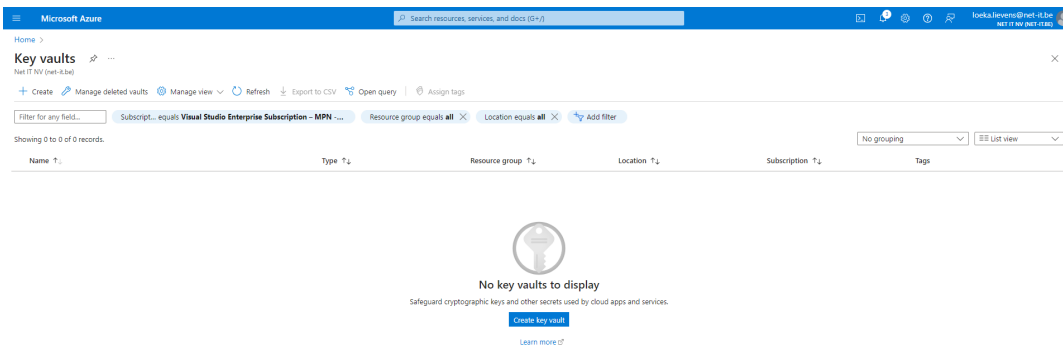 Microsoft Azure
Search resources, services, and docs (G+/)
loeka.lievens@net-it.be
NET IT NV (NET-IT.BE)
Home >
Key vaults
Net IT NV (net-it.be)
+ Create Manage deleted vaults Manage view Refresh Export to CSV Open query Assign tags
Filter for any field... Subscript... equals Visual Studio Enterprise Subscription – MPN -... Resource group equals all Location equals all Add filter
Showing 0 to 0 of 0 records.
No grouping List view
Name ↑↓ Type ↑↓ Resource group ↑↓ Location ↑↓ Subscription ↑↓ Tags
No key vaults to display
Safeguard cryptographic keys and other secrets used by cloud apps and services.
Create key vault
Learn more